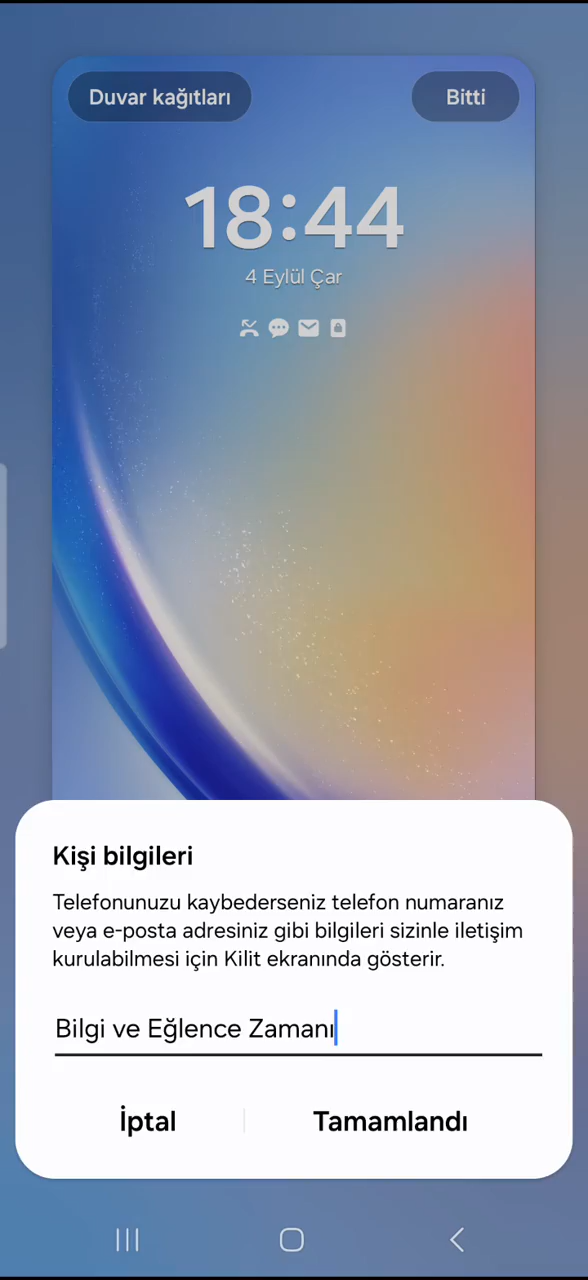 Duvar kağıtları
Bitti
18:44
4 Eylül Çar
Kişi bilgileri
Telefonunuzu kaybederseniz telefon numaranız
veya e-posta adresiniz gibi bilgileri sizinle iletişim
kurulabilmesi için Kilit ekranında gösterir.
Bilgi ve Eğlence Zamanı
İptal
Tamamlandı